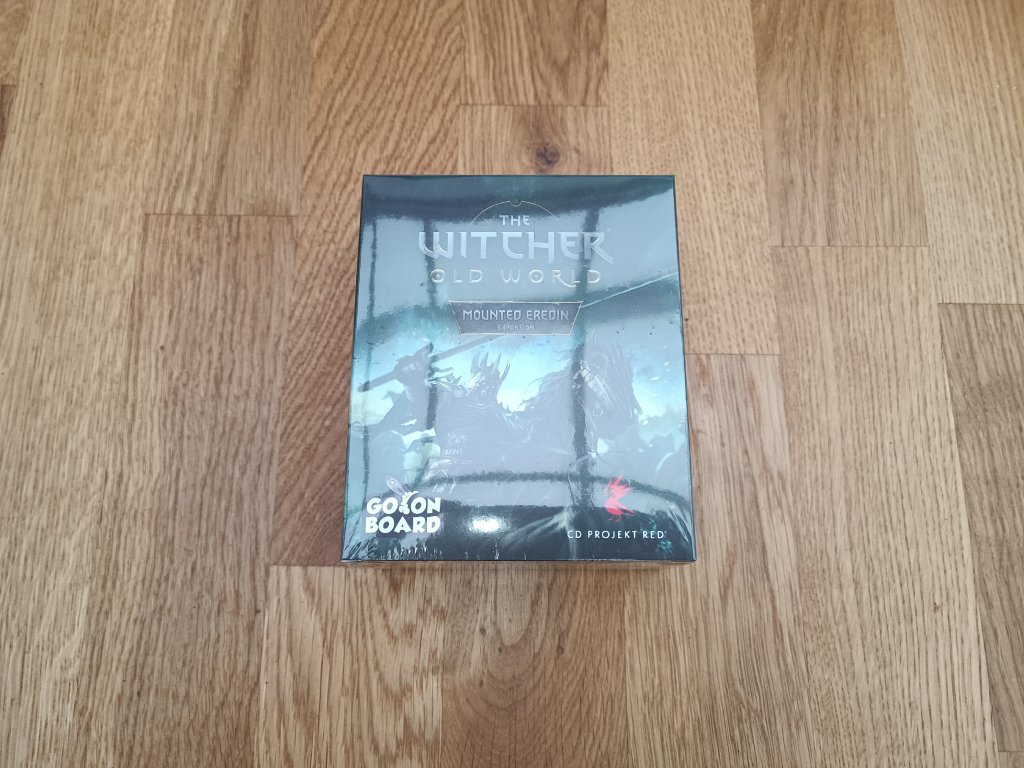 THE
WITCHER
OLD WORLD
MOUNTED EREDIN
EXPANSION
GO ON
BOARD
CD PROJEKT RED